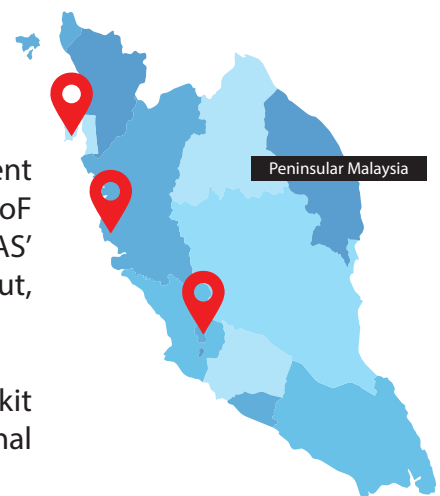 Peninsular Malaysia
ent
oF
AS’
ut,
kit
nal